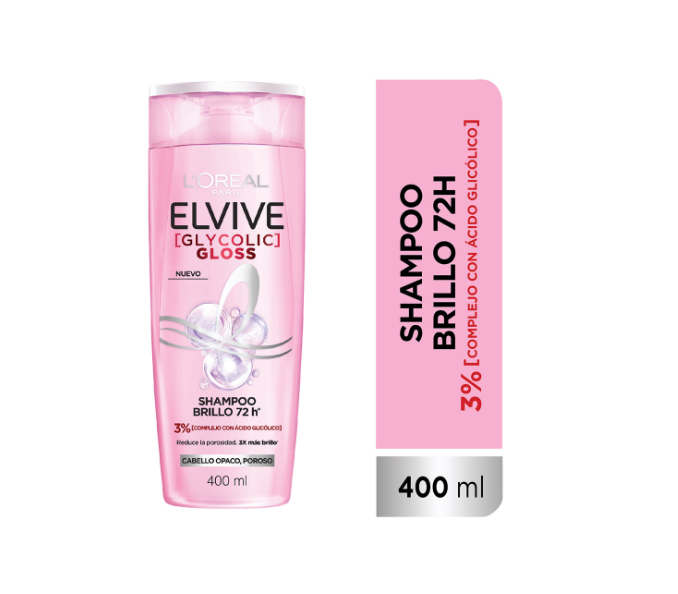 L'ORÉAL
PARIS
ELVIVE
[GLYCOLIC]
GLOSS
NUEVO
SHAMPOO
BRILLO 72 h*
3% [COMPLEJO CON ÁCIDO GLICÓLICO]
Reduce la porosidad. 3X más brillo*
CABELLO OPACO, POROSO
400 ml
SHAMPOO
BRILLO 72H
3% [COMPLEJO CON ÁCIDO GLICÓLICO]
400 ml